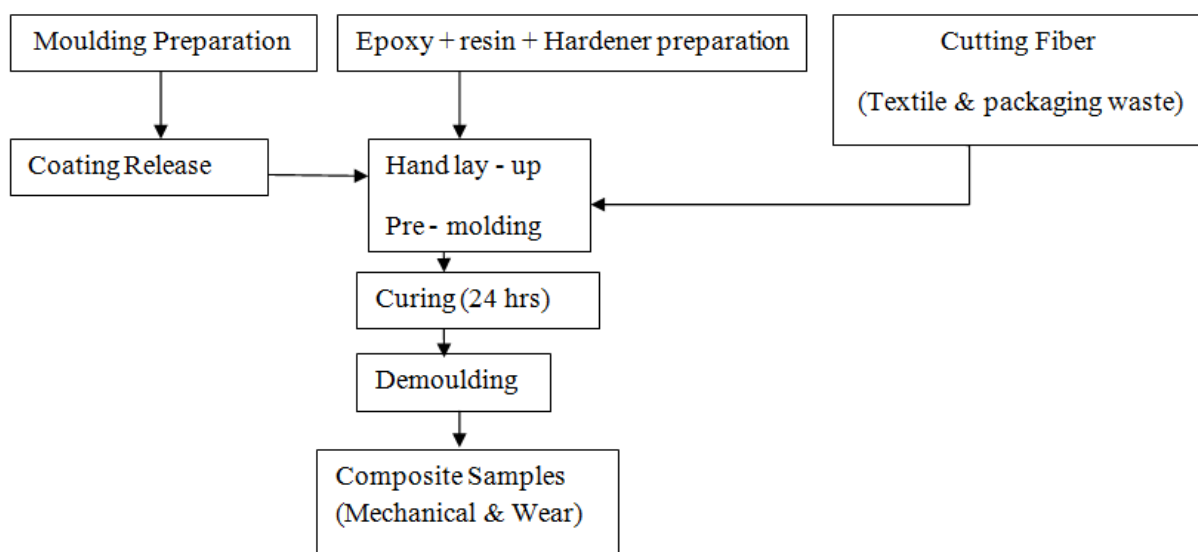 Moulding Preparation
Epoxy + resin + Hardener preparation
Cutting Fiber
(Textile & packaging waste)
Coating Release
Hand lay - up
Pre - molding
Curing (24 hrs)
Demoulding
Composite Samples
(Mechanical & Wear)